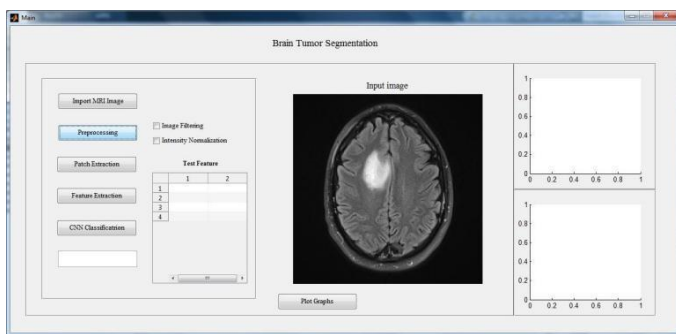 Main
Brain Tumor Segmentation
Import MRI Image
Preprocessing
Image Filtering
Intensity Normalization
Patch Extraction
Test Feature
1 2
1
2
3
4
Feature Extraction
CNN Classificatrion
Input image
Plot Graphs
1
0.8
0.6
0.4
0.2
0
0 0.2 0.4 0.6 0.8 1
1
0.8
0.6
0.4
0.2
0
0 0.2 0.4 0.6 0.8 1